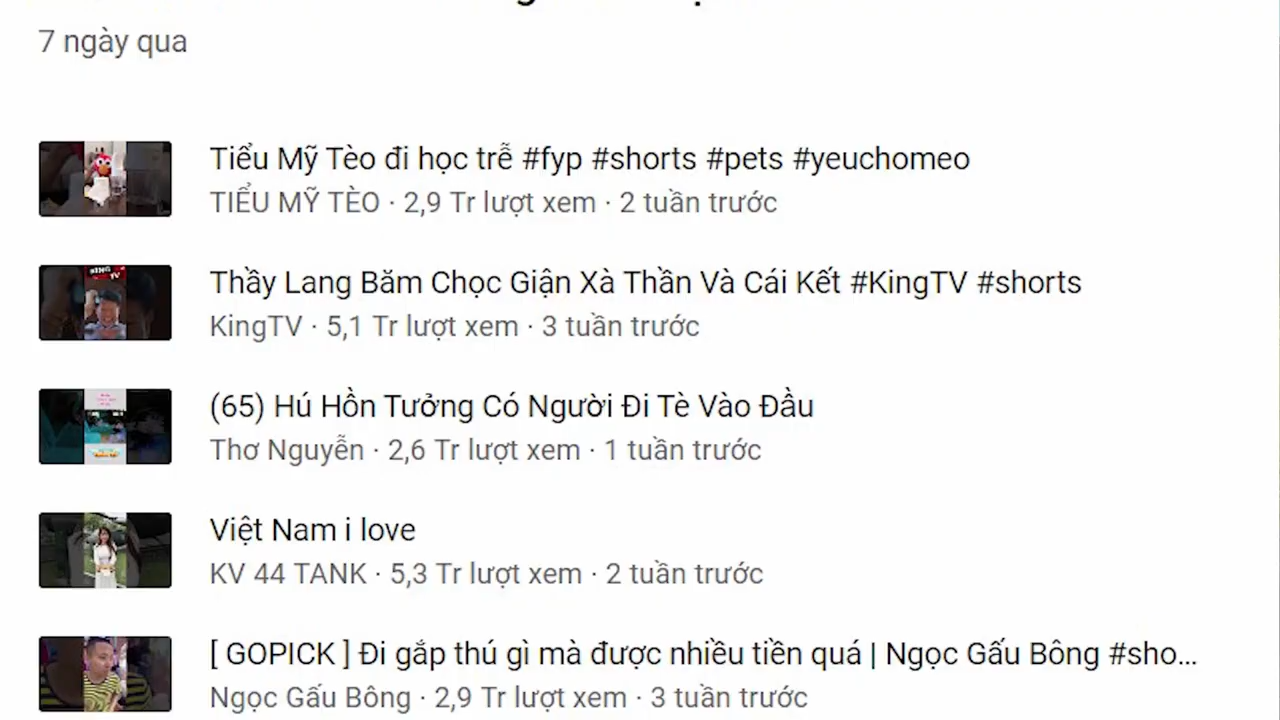 7 ngày qua
Tiểu Mỹ Tèo đi học trễ #fyp #shorts #pets #yeuchomeo
TIỂU MỸ TÈO · 2,9 Tr lượt xem · 2 tuần trước
Thầy Lang Băm Chọc Giận Xà Thần Và Cái Kết #KingTV #shorts
KingTV · 5,1 Tr lượt xem · 3 tuần trước
(65) Hú Hồn Tưởng Có Người Đi Tè Vào Đầu
Thơ Nguyễn · 2,6 Tr lượt xem · 1 tuần trước
Việt Nam i love
KV 44 TANK · 5,3 Tr lượt xem · 2 tuần trước
[ GOPICK ] Đi gắp thú gì mà được nhiều tiền quá | Ngọc Gấu Bông #sho...
Ngọc Gấu Bông · 2,9 Tr lượt xem · 3 tuần trước